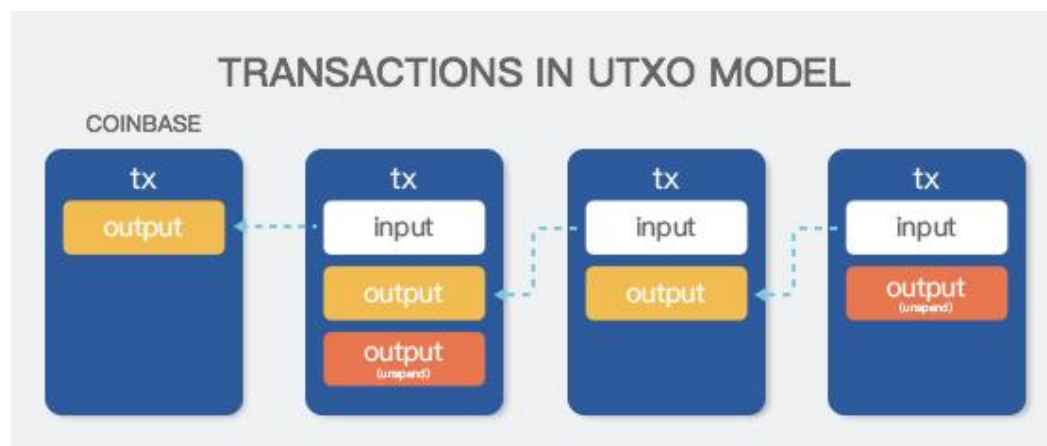 TRANSACTIONS IN UTXO MODEL
COINBASE
tx
output
tx
input
output
output
(unspend)
tx
input
output
tx
input
output
(unspend)